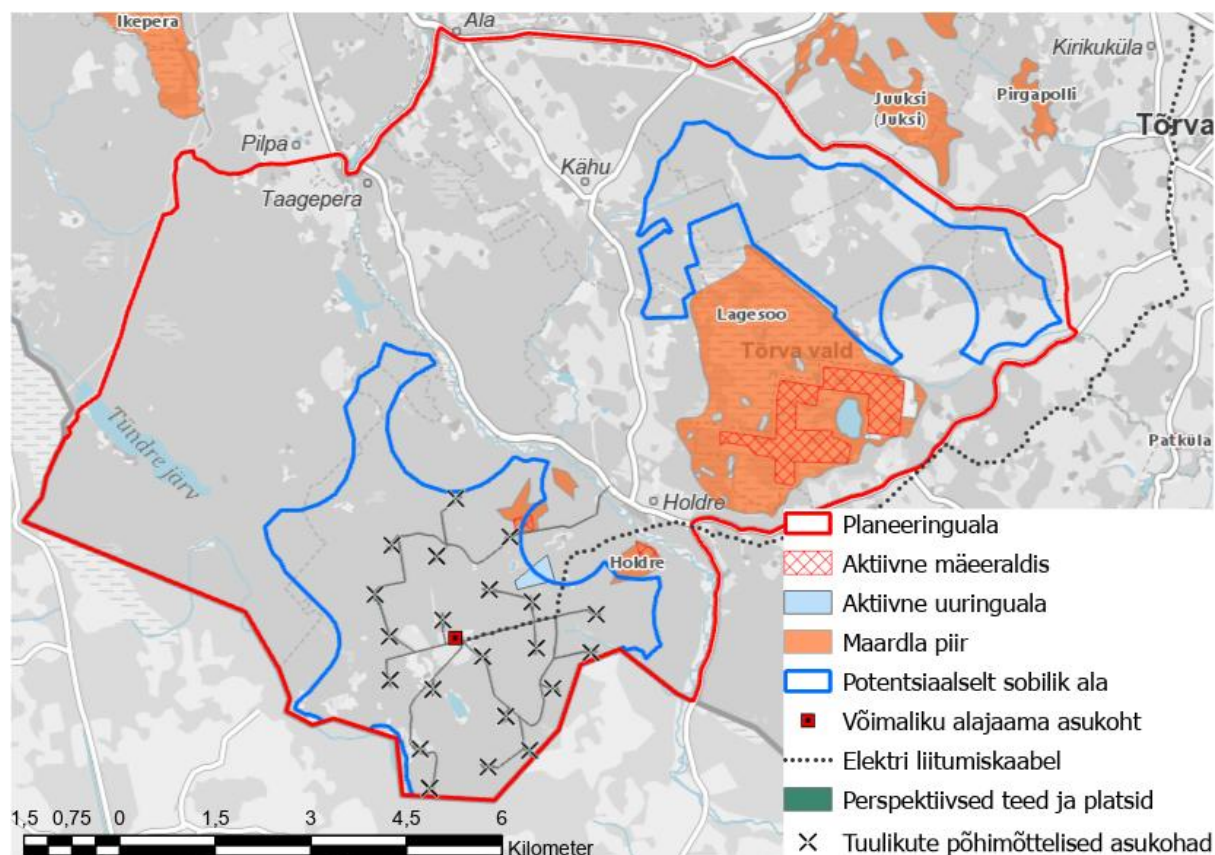 Ikepera
Ala
Kirikuküla
Juuksi
(Juksi)
Pirgapolli
Tõrva
Pilpa
Kähu
Taagepera
Lagesoo
Tõrva vald
Tündre järv
Patküla
Holdre
Holdre
Planeeringuala
Aktiivne mäeeraldis
Aktiivne uuringuala
Maardla piir
Potentsiaalselt sobilik ala
Võimaliku alajaama asukoht
Elektri liitumiskaabel
Perspektiivsed teed ja platsid
Tuulikute põhimõttelised asukohad
1,5 0,75 0 1,5 3 4,5 6
Kilometer